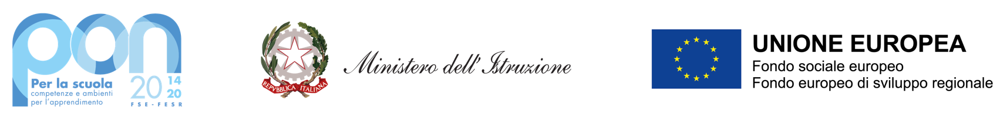 pon
Per la scuola
competenze e ambienti
per l'apprendimento
20 14
20
FSE-FESR
REPVBBLICA ITALIANA
Ministero dell'Istruzione
UNIONE EUROPEA
Fondo sociale europeo
Fondo europeo di sviluppo regionale